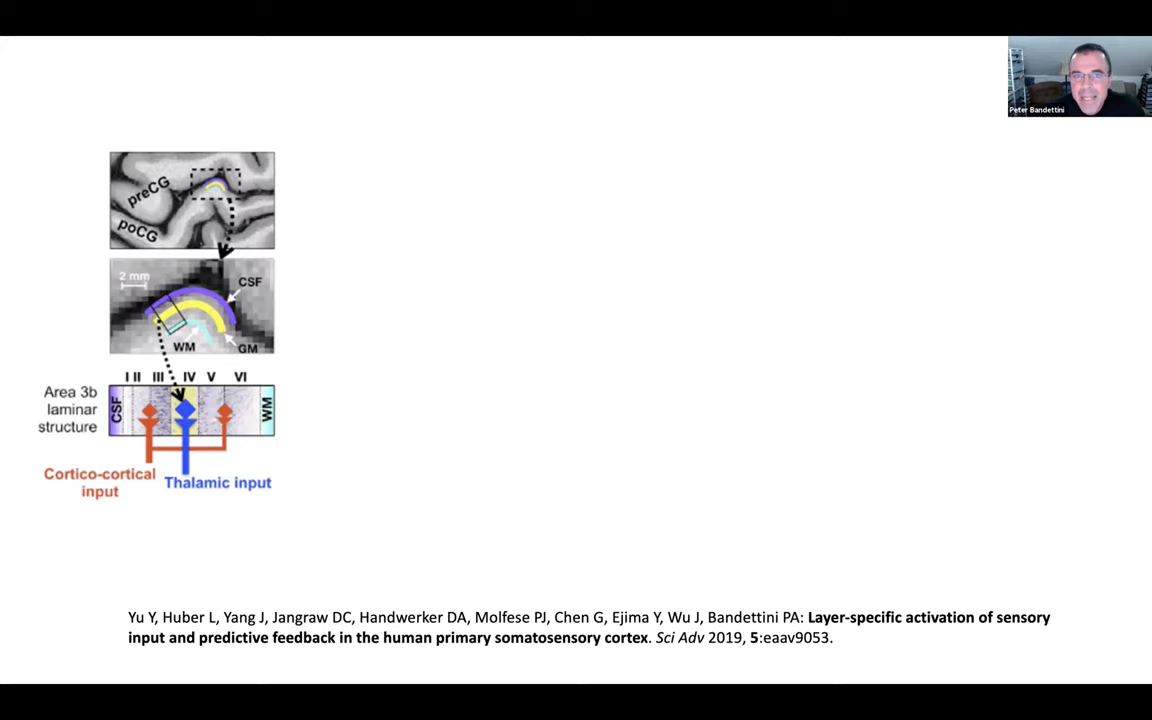 Peter Bandettini
preCG
poCG
2 mm
CSF
WM
GM
I II III IV V VI
Area 3b
laminar
structure
CSF
WM
Cortico-cortical
input
Thalamic input
Yu Y, Huber L, Yang J, Jangraw DC, Handwerker DA, Molfese PJ, Chen G, Ejima Y, Wu J, Bandettini PA: Layer-specific activation of sensory
input and predictive feedback in the human primary somatosensory cortex. Sci Adv 2019, 5:eaav9053.